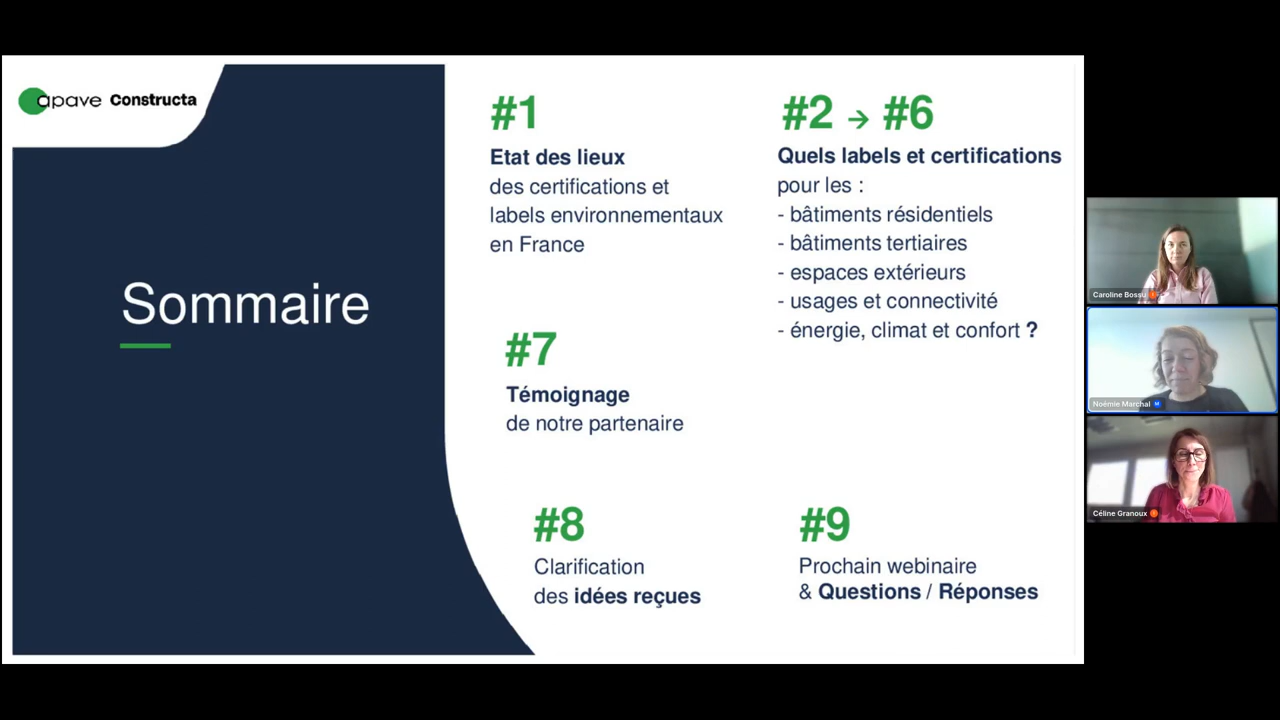 apave Constructa
Sommaire
#1
Etat des lieux
des certifications et
labels environnementaux
en France
#2 → #6
Quels labels et certifications
pour les :
- bâtiments résidentiels
- bâtiments tertiaires
- espaces extérieurs
- usages et connectivité
- énergie, climat et confort ?
#7
Témoignage
de notre partenaire
#8
Clarification
des idées reçues
#9
Prochain webinaire
& Questions / Réponses
Caroline Bossu
Noémie Marchal
Céline Granoux